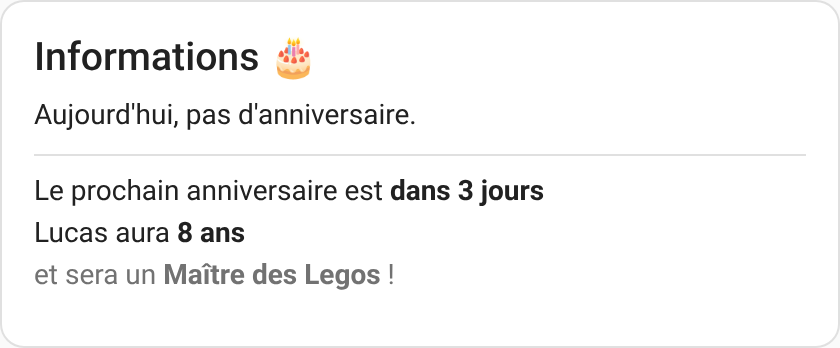 Informations 🎂
Aujourd'hui, pas d'anniversaire.
Le prochain anniversaire est dans 3 jours
Lucas aura 8 ans
et sera un Maître des Legos !